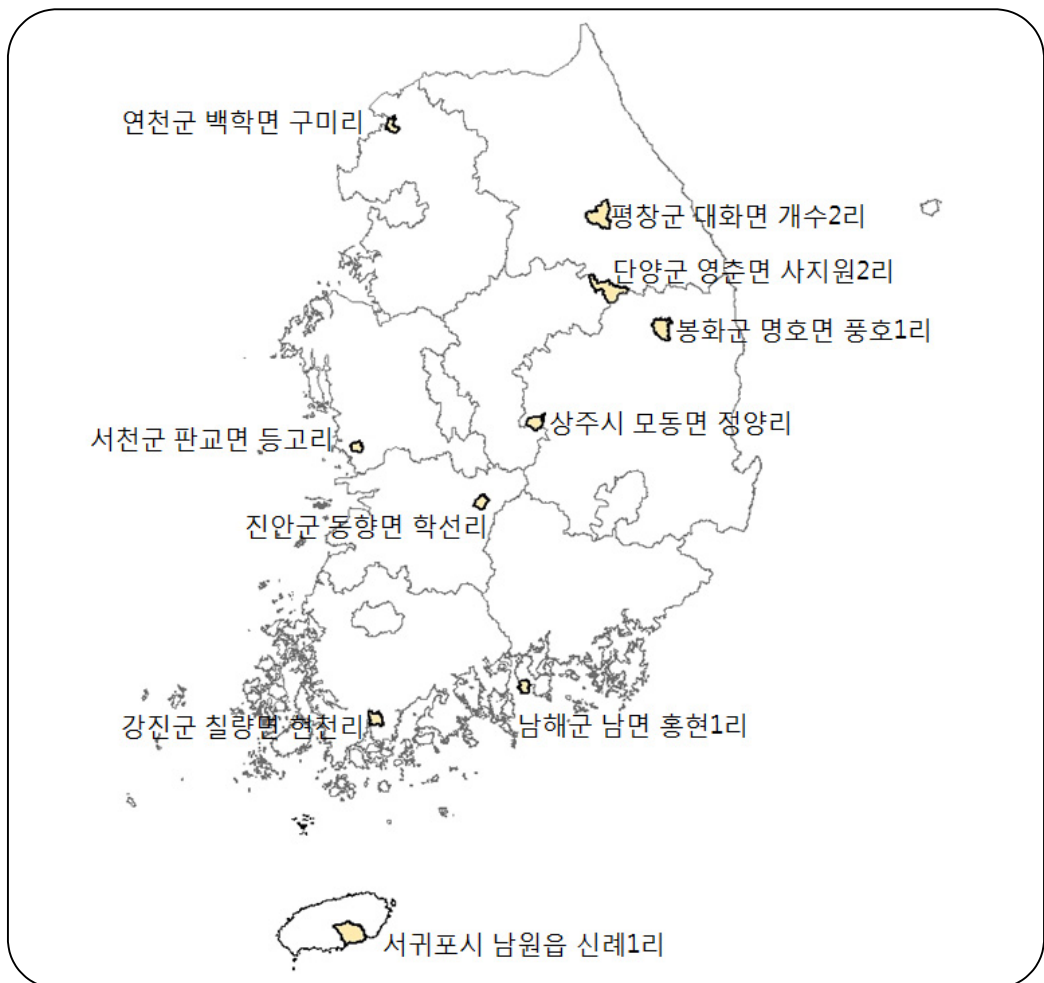 연천군 백학면 구미리
평창군 대화면 개수2리
단양군 영춘면 사지원2리
봉화군 명호면 풍호1리
상주시 모동면 정양리
서천군 판교면 등고리
진안군 동향면 학선리
강진군 칠량면 현천리
남해군 남면 홍현1리
서귀포시 남원읍 신례1리